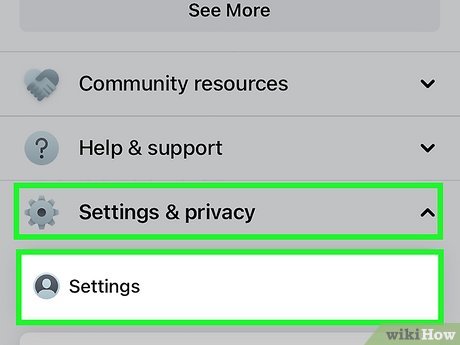 See More
Community resources
Help & support
Settings & privacy
Settings
wikiHow